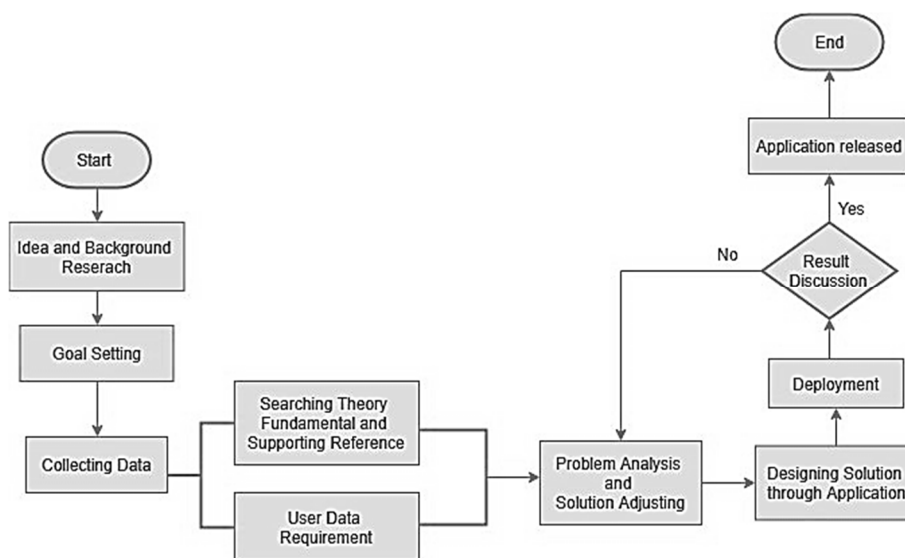 Start
Idea and Background
Reserach
Goal Setting
Collecting Data
Searching Theory
Fundamental and
Supporting Reference
User Data
Requirement
Problem Analysis
and
Solution Adjusting
Designing Solution
through Application
Deployment
Result
Discussion
No
Yes
Application released
End